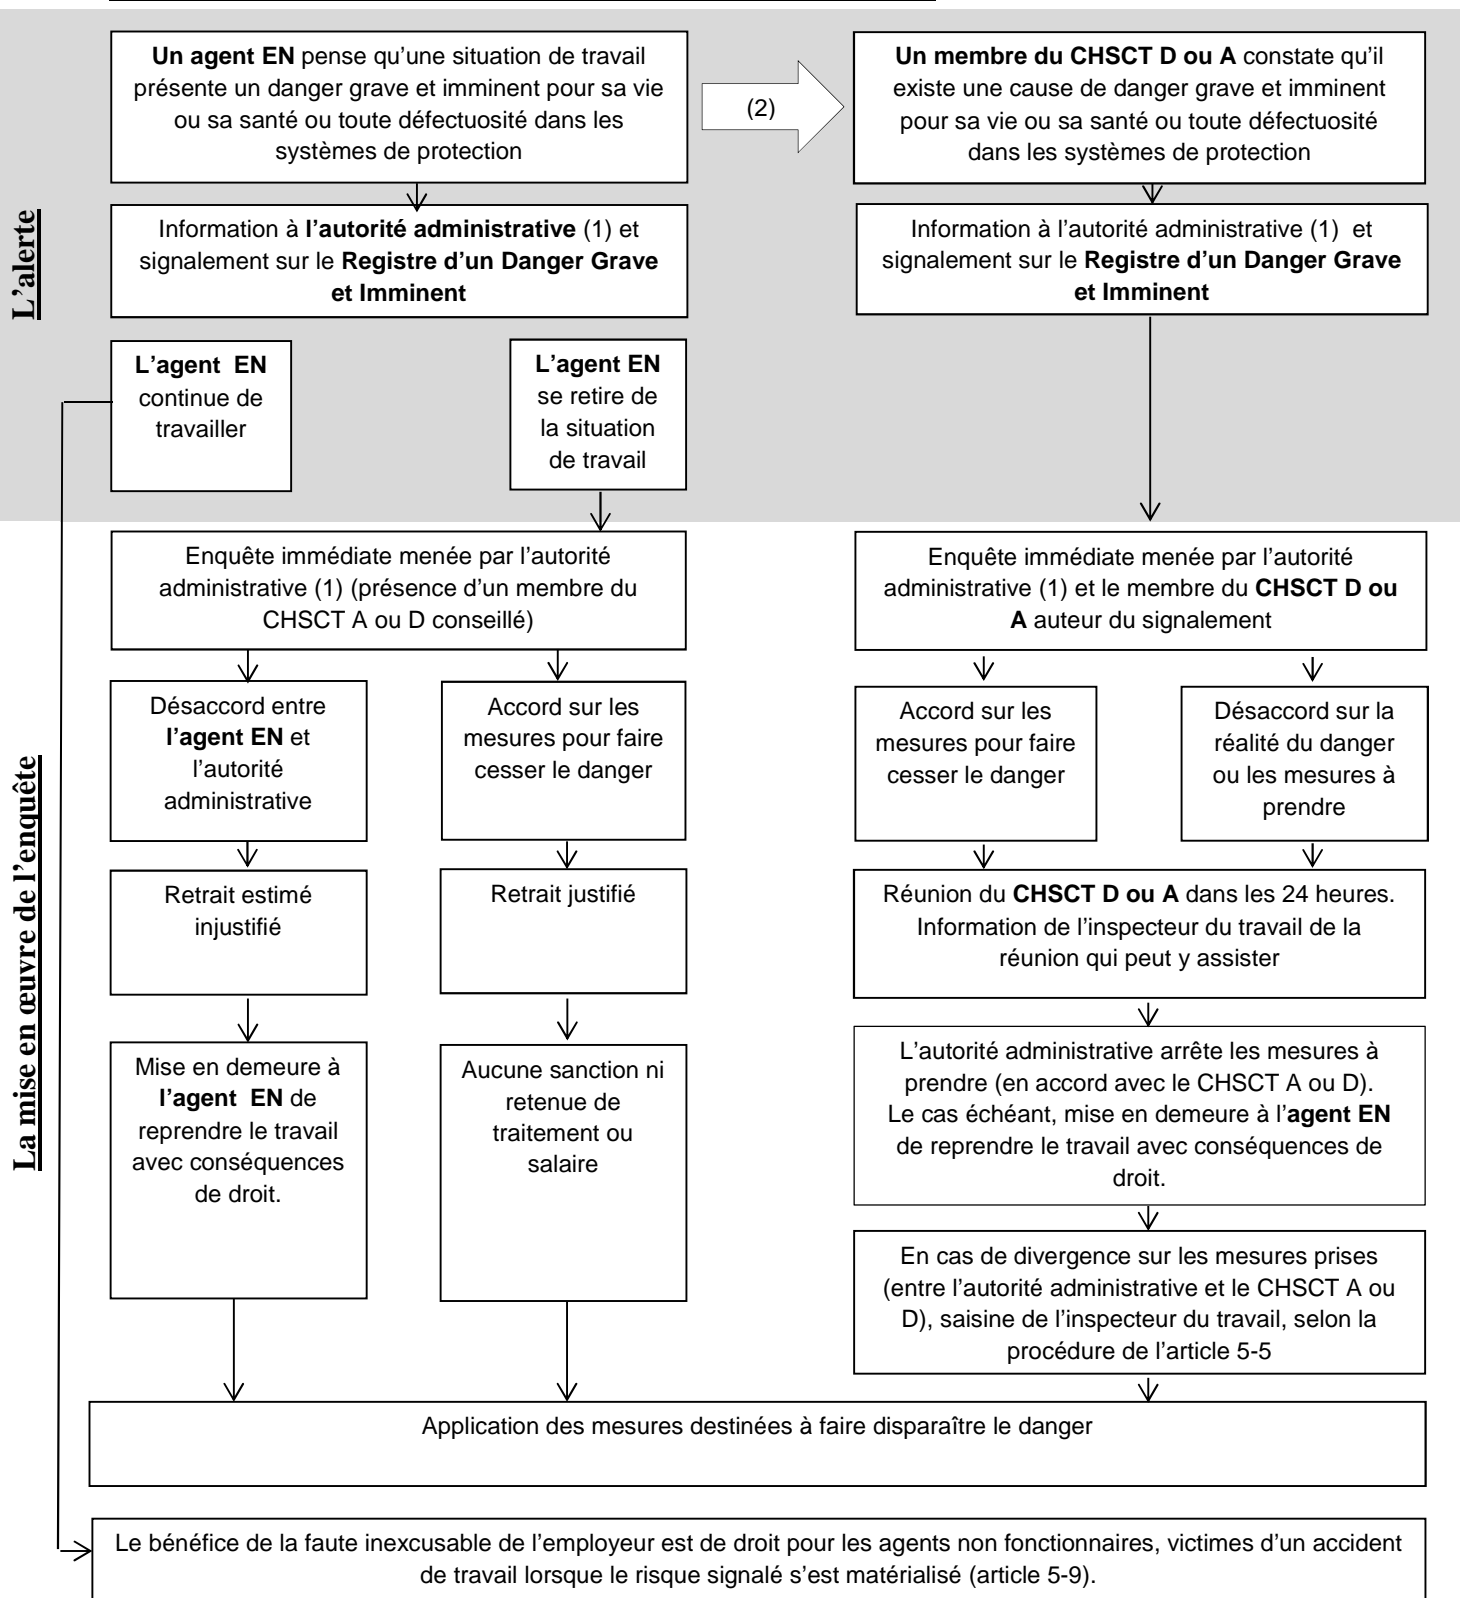 Un agent EN pense qu'une situation de travail
présente un danger grave et imminent pour sa vie
ou sa santé ou toute défectuosité dans les
systèmes de protection
(2)
Un membre du CHSCT D ou A constate qu'il
existe une cause de danger grave et imminent
pour sa vie ou sa santé ou toute défectuosité
dans les systèmes de protection
L'alerte
Information à l'autorité administrative (1) et
signalement sur le Registre d'un Danger Grave
et Imminent
Information à l'autorité administrative (1) et
signalement sur le Registre d'un Danger Grave
et Imminent
L'agent EN
continue de
travailler
L'agent EN
se retire de
la situation
de travail
La mise en œuvre de l'enquête
Enquête immédiate menée par l'autorité
administrative (1) (présence d'un membre du
CHSCT A ou D conseillé)
Enquête immédiate menée par l'autorité
administrative (1) et le membre du CHSCT D ou
A auteur du signalement
Désaccord entre
l'agent EN et
l'autorité
administrative
Accord sur les
mesures pour faire
cesser le danger
Accord sur les
mesures pour faire
cesser le danger
Désaccord sur la
réalité du danger
ou les mesures à
prendre
Retrait estimé
injustifié
Retrait justifié
Réunion du CHSCT D ou A dans les 24 heures.
Information de l'inspecteur du travail de la
réunion qui peut y assister
Mise en demeure à
l'agent EN de
reprendre le travail
avec conséquences
de droit.
Aucune sanction ni
retenue de
traitement ou
salaire
L'autorité administrative arrête les mesures à
prendre (en accord avec le CHSCT A ou D).
Le cas échéant, mise en demeure à l'agent EN
de reprendre le travail avec conséquences de
droit.
En cas de divergence sur les mesures prises
(entre l'autorité administrative et le CHSCT A ou
D), saisine de l'inspecteur du travail, selon la
procédure de l'article 5-5
Application des mesures destinées à faire disparaître le danger
Le bénéfice de la faute inexcusable de l'employeur est de droit pour les agents non fonctionnaires, victimes d'un accident
de travail lorsque le risque signalé s'est matérialisé (article 5-9).